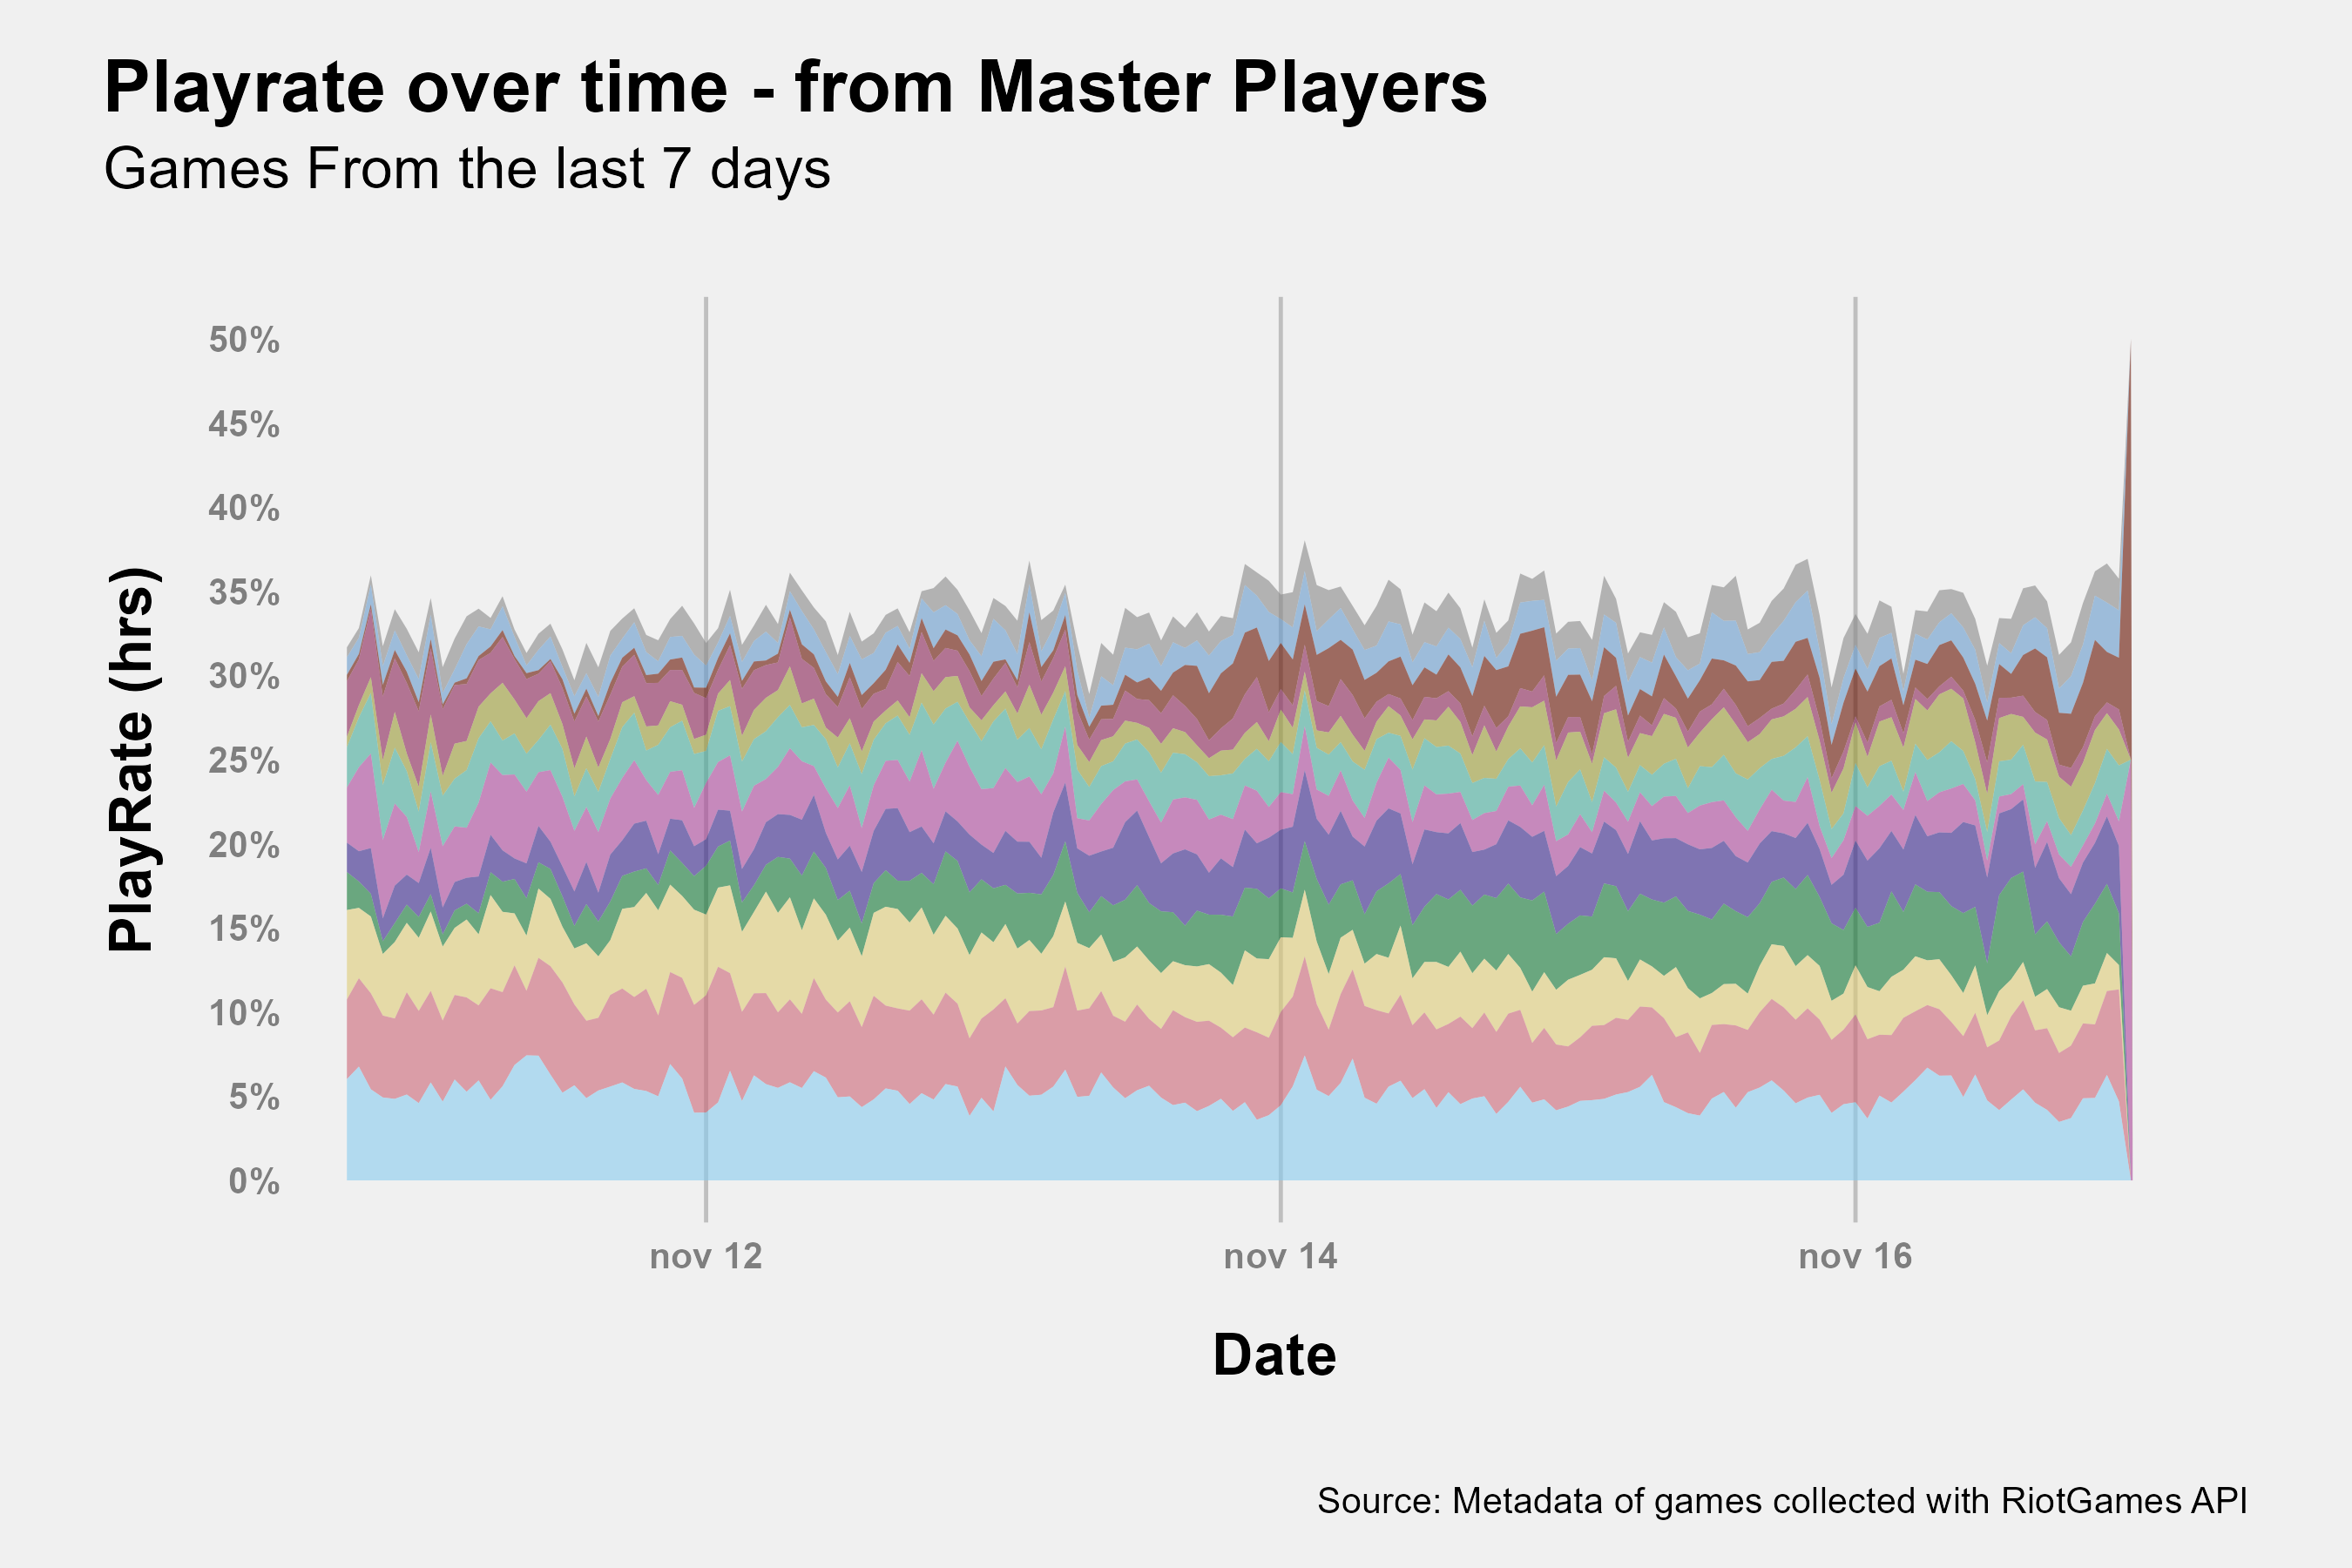 Playrate over time - from Master Players
Games From the last 7 days
PlayRate (hrs)
50%
45%
40%
35%
30%
25%
20%
15%
10%
5%
0%
nov 12
nov 14
nov 16
Date
Source: Metadata of games collected with RiotGames API